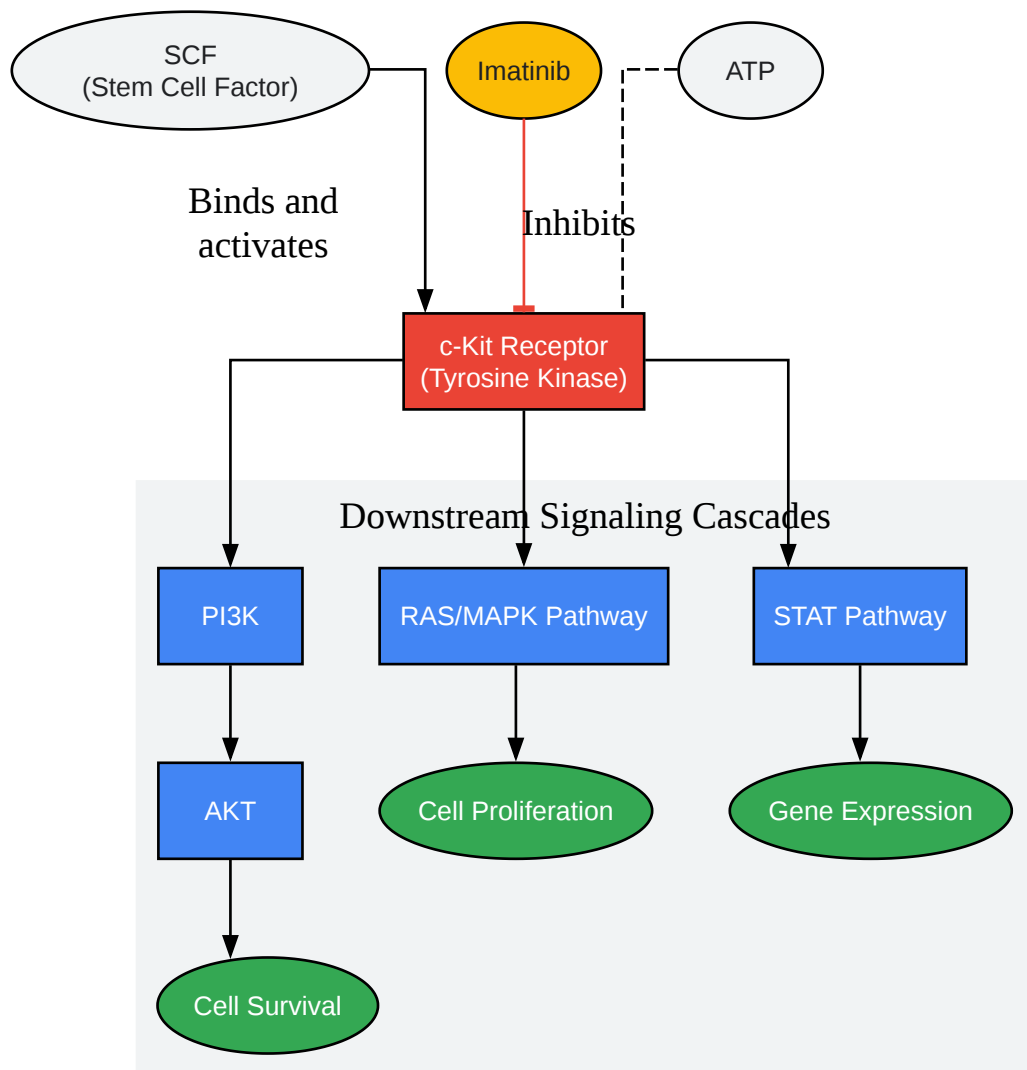 SCF
(Stem Cell Factor)
Imatinib
ATP
Binds and
activates
Inhibits
c-Kit Receptor
(Tyrosine Kinase)
Downstream Signaling Cascades
PI3K
RAS/MAPK Pathway
STAT Pathway
AKT
Cell Proliferation
Gene Expression
Cell Survival